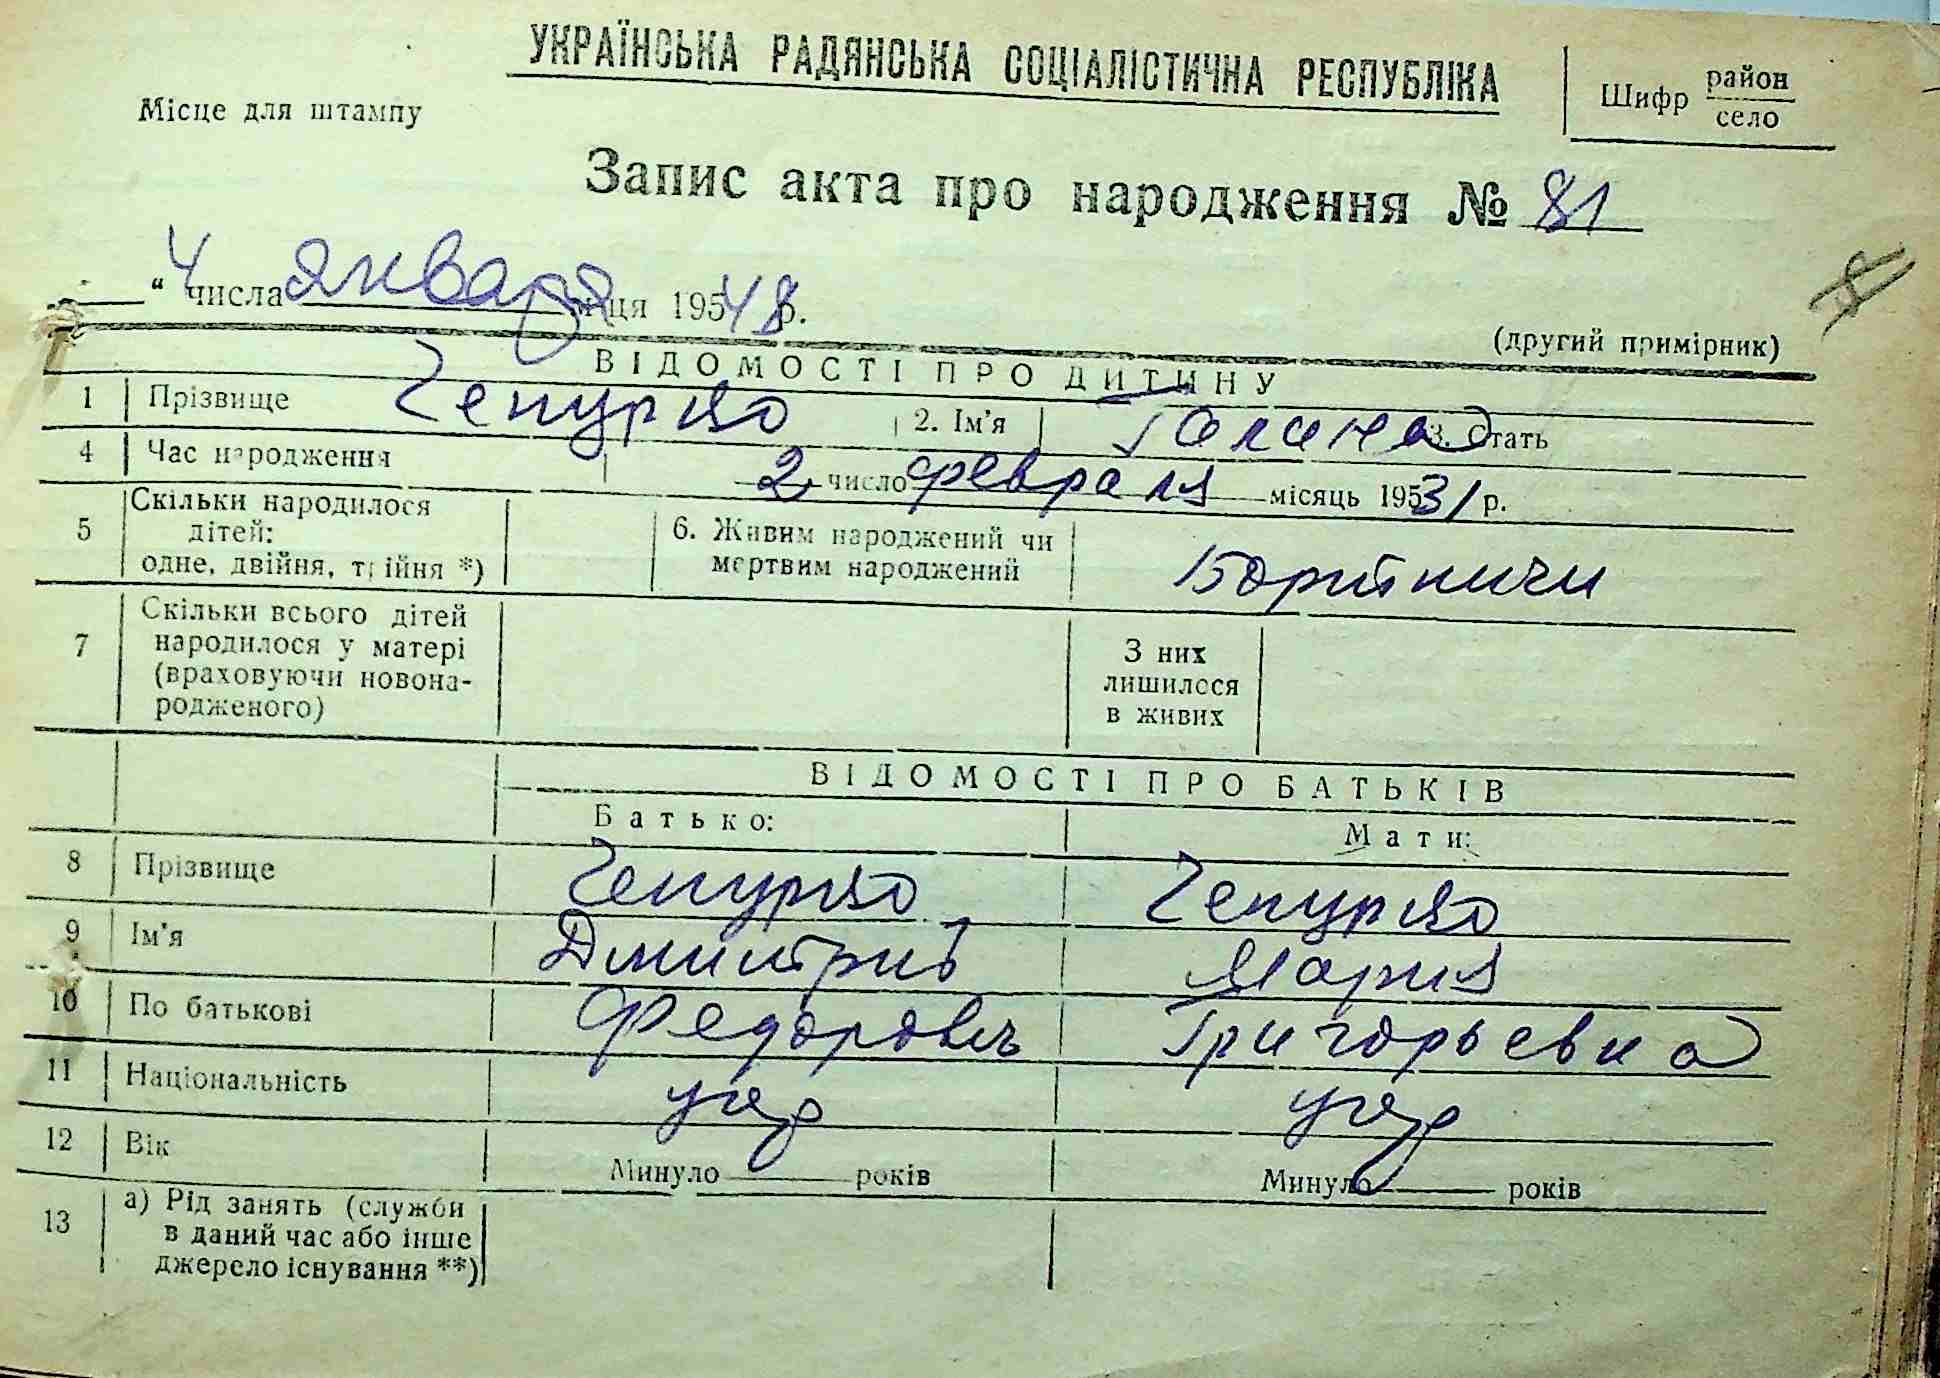 УКРАЇНСЬКА РАДЯНСЬКА СОЦІАЛІСТИЧНА РЕСПУБЛІКА
Шифр район
село
Місце для штампу
Запис акта про народження № 81
" 4 числа января місяця 195 48 р.
(другий примірник)
ВІДОМОСТІ ПРО ДИТИНУ
1 Прізвище Чепурко 2. Ім'я Галина 3. Стать
4 Час народження 2 число февраля місяць 195 31 р.
5 Скільки народилося дітей: одне, двійня, трійня *) 6. Живим народжений чи мертвим народжений Бортничи
7 Скільки всього дітей народилося у матері (враховуючи новонародженого) З них лишилося в живих
ВІДОМОСТІ ПРО БАТЬКІВ
Батько: Мати:
8 Прізвище Чепурко Чепурко
9 Ім'я Дмитрий Мария
10 По батькові Федорович Григорьевна
11 Національність укр укр
12 Вік Минуло років Минуло років
13 а) Рід занять (служби в даний час або інше джерело існування **)